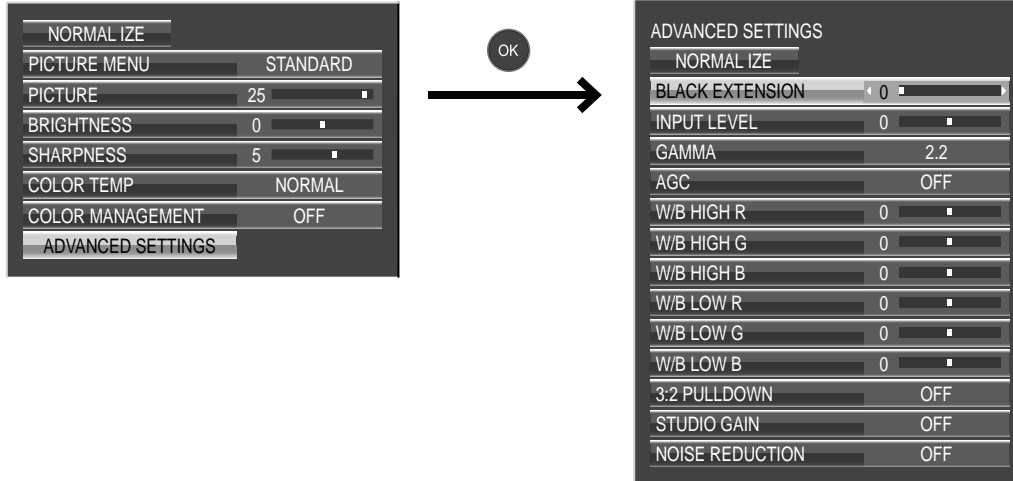 NORMAL IZE
PICTURE MENU STANDARD
PICTURE 25
BRIGHTNESS 0
SHARPNESS 5
COLOR TEMP NORMAL
COLOR MANAGEMENT OFF
ADVANCED SETTINGS
OK
ADVANCED SETTINGS
NORMAL IZE
BLACK EXTENSION 0
INPUT LEVEL 0
GAMMA 2.2
AGC OFF
W/B HIGH R 0
W/B HIGH G 0
W/B HIGH B 0
W/B LOW R 0
W/B LOW G 0
W/B LOW B 0
3:2 PULLDOWN OFF
STUDIO GAIN OFF
NOISE REDUCTION OFF